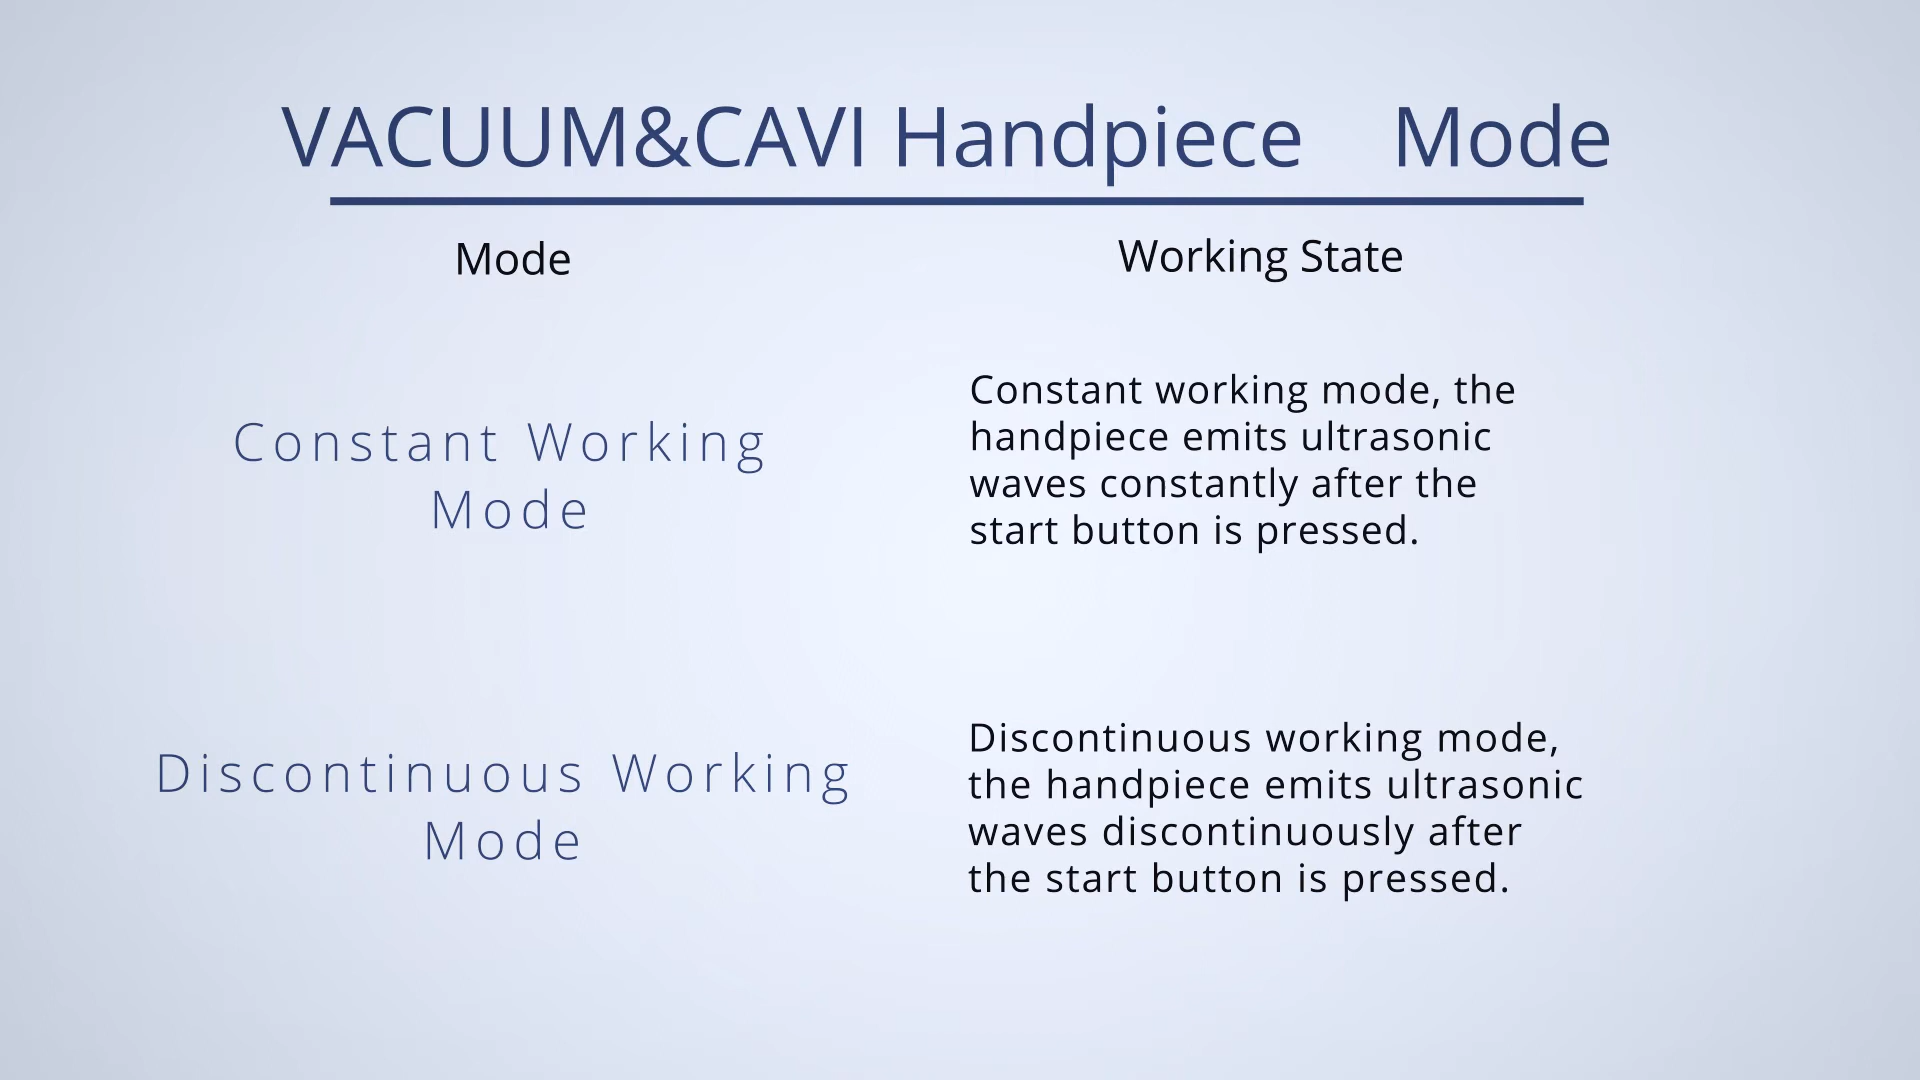 VACUUM&CAVI Handpiece Mode
Mode
Working State
Constant Working
Mode
Constant working mode, the
handpiece emits ultrasonic
waves constantly after the
start button is pressed.
Discontinuous Working
Mode
Discontinuous working mode,
the handpiece emits ultrasonic
waves discontinuously after
the start button is pressed.